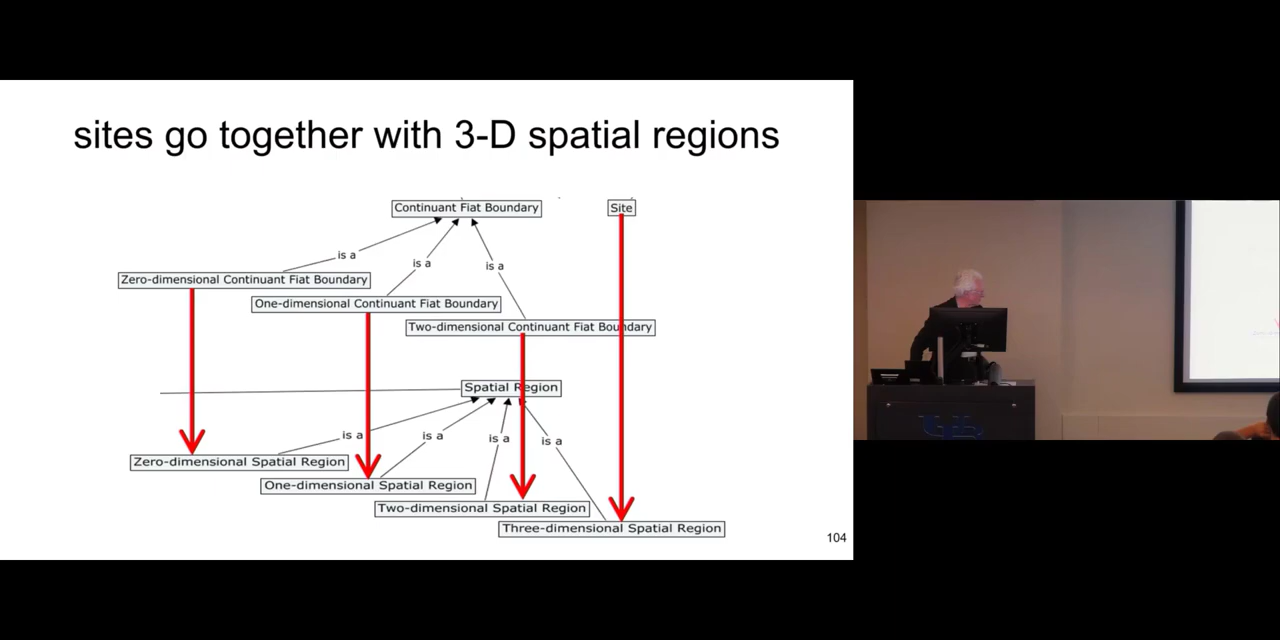 sites go together with 3-D spatial regions
Continuant Fiat Boundary
Site
is a
is a
is a
Zero-dimensional Continuant Fiat Boundary
One-dimensional Continuant Fiat Boundary
Two-dimensional Continuant Fiat Boundary
Spatial Region
is a
is a
is a
is a
Zero-dimensional Spatial Region
One-dimensional Spatial Region
Two-dimensional Spatial Region
Three-dimensional Spatial Region
104